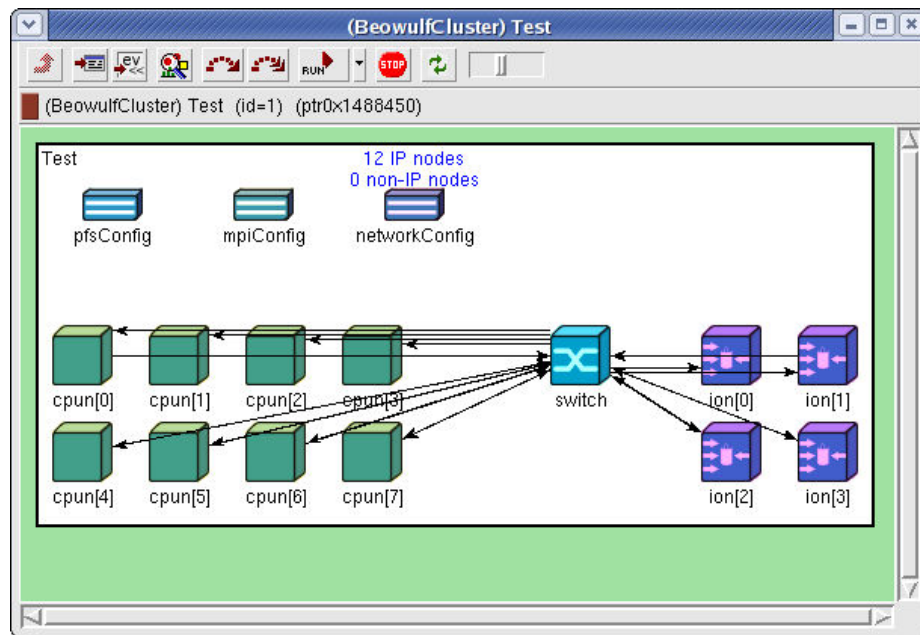 (BeowulfCluster) Test
ev
<<
RUN
STOP
(BeowulfCluster) Test (id=1) (ptr0x1488450)
Test
12 IP nodes
0 non-IP nodes
pfsConfig
mpiConfig
networkConfig
cpun[0]
cpun[1]
cpun[2]
cpun[3]
switch
ion[0]
ion[1]
cpun[4]
cpun[5]
cpun[6]
cpun[7]
ion[2]
ion[3]